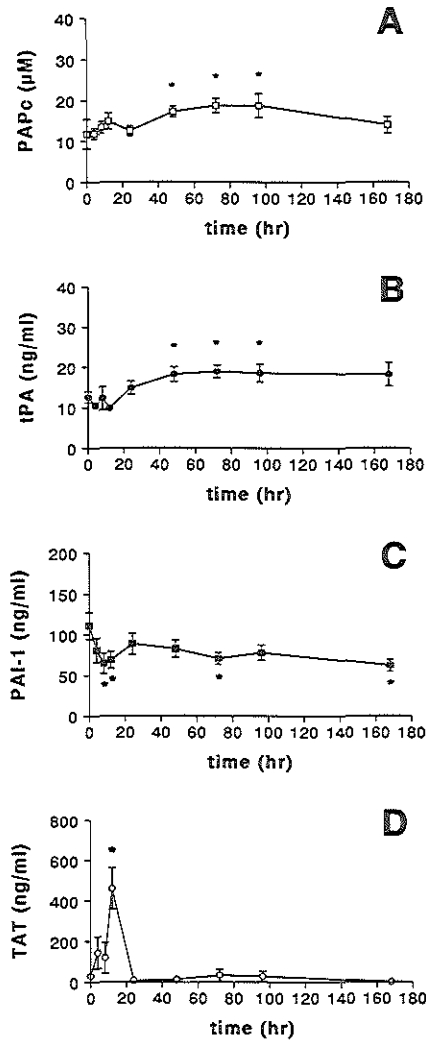 A
PAPc (µM)
40
30
20
10
0
* * *
0 20 40 60 80 100 120 140 160 180
time (hr)
B
tPA (ng/ml)
40
30
20
10
0
* * *
0 20 40 60 80 100 120 140 160 180
time (hr)
C
PAI-1 (ng/ml)
200
150
100
50
0
* * * *
0 20 40 60 80 100 120 140 160 180
time (hr)
D
TAT (ng/ml)
800
600
400
200
0
*
0 20 40 60 80 100 120 140 160 180
time (hr)